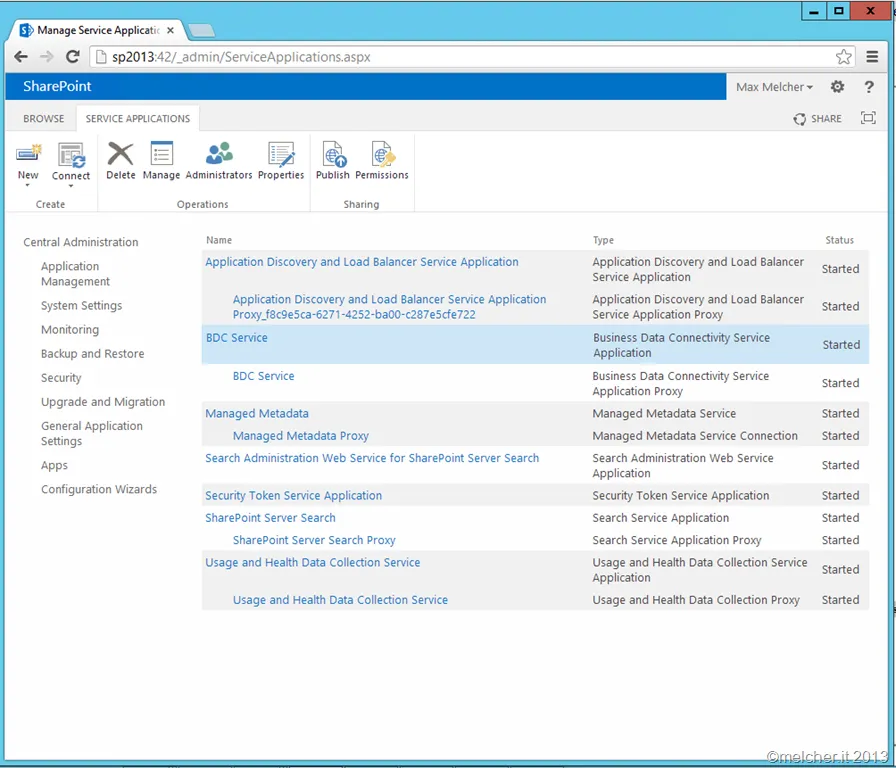 Manage Service Applicatio
sp2013:42/_admin/ServiceApplications.aspx
SharePoint
Max Melcher
?
BROWSE
SERVICE APPLICATIONS
SHARE
New
Connect
Delete
Manage
Administrators
Properties
Publish
Permissions
Create
Operations
Sharing
Central Administration
Application
Management
System Settings
Monitoring
Backup and Restore
Security
Upgrade and Migration
General Application
Settings
Apps
Configuration Wizards
Name Type Status
Application Discovery and Load Balancer Service Application Application Discovery and Load Balancer
Service Application Started
Application Discovery and Load Balancer Service Application Application Discovery and Load Balancer
Proxy_f8c9e5ca-6271-4252-ba00-c287e5cfe722 Service Application Proxy Started
BDC Service Business Data Connectivity Service
Application Started
BDC Service Business Data Connectivity Service
Application Proxy Started
Managed Metadata Managed Metadata Service Started
Managed Metadata Proxy Managed Metadata Service Connection Started
Search Administration Web Service for SharePoint Server Search Search Administration Web Service
Application Started
Security Token Service Application Security Token Service Application Started
SharePoint Server Search Search Service Application Started
SharePoint Server Search Proxy Search Service Application Proxy Started
Usage and Health Data Collection Service Usage and Health Data Collection Service
Application Started
Usage and Health Data Collection Service Usage and Health Data Collection Proxy Started
©melcher.it 2013